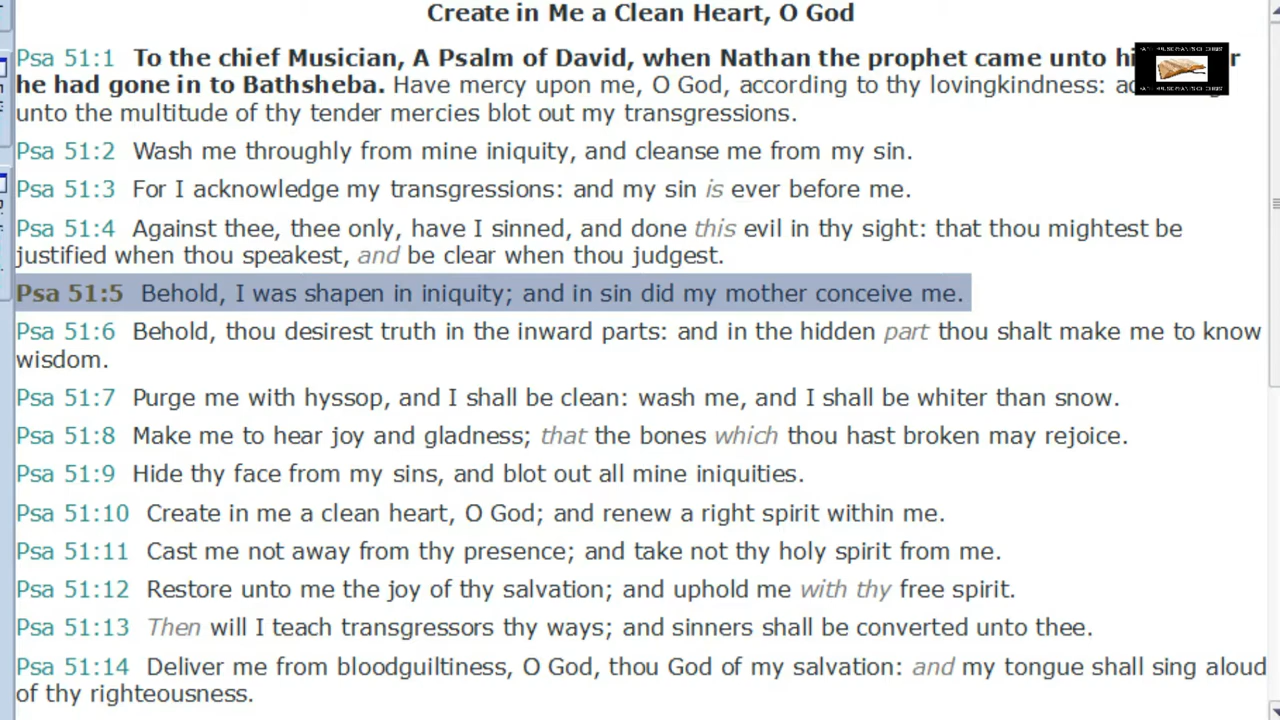 Create in Me a Clean Heart, O God
Psa 51:1 To the chief Musician, A Psalm of David, when Nathan the prophet came unto
he had gone in to Bathsheba. Have mercy upon me, O God, according to thy lovingkindness:
unto the multitude of thy tender mercies blot out my transgressions.
Psa 51:2 Wash me throughly from mine iniquity, and cleanse me from my sin.
Psa 51:3 For I acknowledge my transgressions: and my sin is ever before me.
Psa 51:4 Against thee, thee only, have I sinned, and done this evil in thy sight: that thou mightest be
justified when thou speakest, and be clear when thou judgest.
Psa 51:5 Behold, I was shapen in iniquity; and in sin did my mother conceive me.
Psa 51:6 Behold, thou desirest truth in the inward parts: and in the hidden part thou shalt make me to know
wisdom.
Psa 51:7 Purge me with hyssop, and I shall be clean: wash me, and I shall be whiter than snow.
Psa 51:8 Make me to hear joy and gladness; that the bones which thou hast broken may rejoice.
Psa 51:9 Hide thy face from my sins, and blot out all mine iniquities.
Psa 51:10 Create in me a clean heart, O God; and renew a right spirit within me.
Psa 51:11 Cast me not away from thy presence; and take not thy holy spirit from me.
Psa 51:12 Restore unto me the joy of thy salvation; and uphold me with thy free spirit.
Psa 51:13 Then will I teach transgressors thy ways; and sinners shall be converted unto thee.
Psa 51:14 Deliver me from bloodguiltiness, O God, thou God of my salvation: and my tongue shall sing aloud
of thy righteousness.